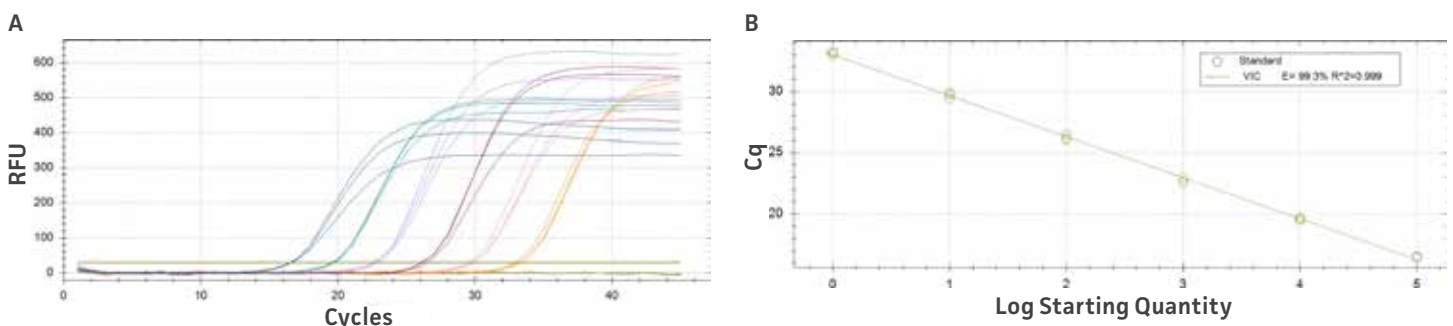 A
600
500
400
300
200
100
0
RFU
0 10 20 30 40
Cycles
B
Standard
VIC E= 99.3% R^2=0.999
30
25
20
Cq
0 1 2 3 4 5
Log Starting Quantity